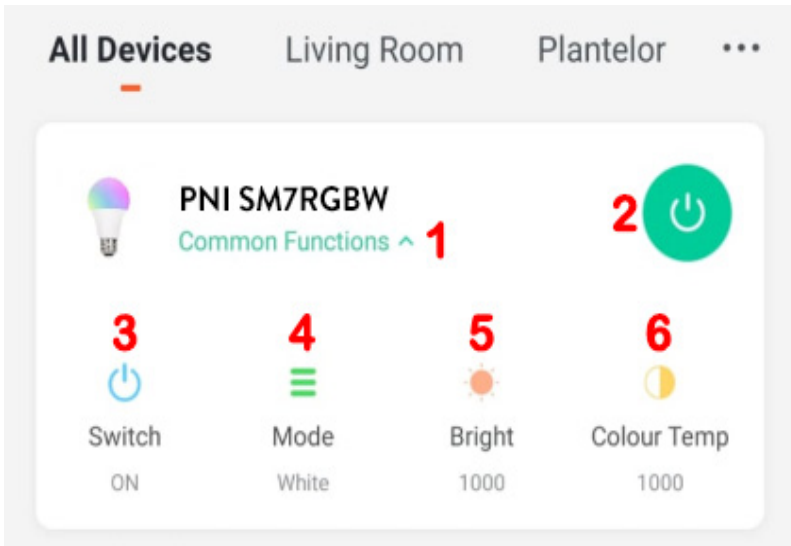 All Devices Living Room Plantelor ...
PNI SM7RGBW
Common Functions 1
2
3 4 5 6
Switch Mode Bright Colour Temp
ON White 1000 1000